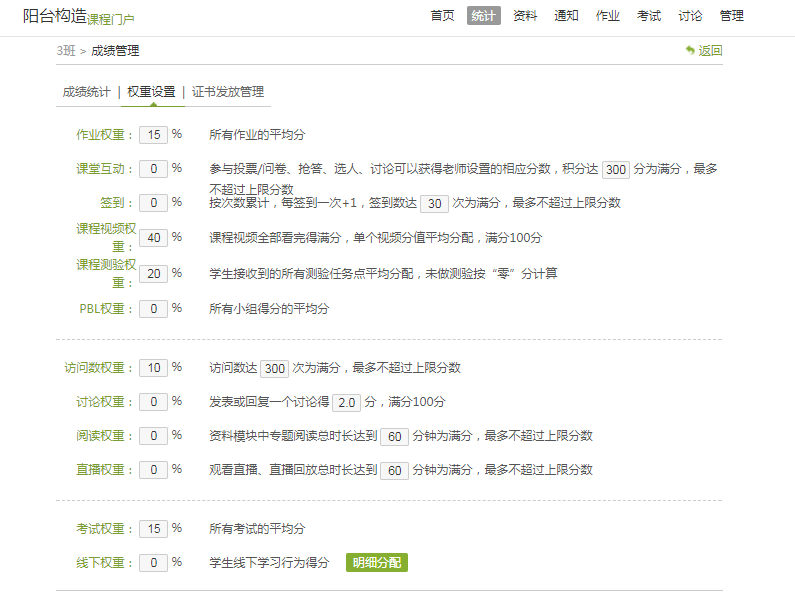 阳台构造课程门户 首页 统计 资料 通知 作业 考试 讨论 管理
3班 > 成绩管理 返回
成绩统计 | 权重设置 | 证书发放管理
作业权重： 15 % 所有作业的平均分
课堂互动： 0 % 参与投票/问卷、抢答、选人、讨论可以获得老师设置的相应分数，积分达 300 分为满分，最多
不超过上限分数
签到： 0 % 按次数累计，每签到一次+1，签到数达 30 次为满分，最多不超过上限分数
课程视频权
重： 40 % 课程视频全部看完得满分，单个视频分值平均分配，满分100分
课程测验权
重： 20 % 学生接收到的所有测验任务点平均分配，未做测验按“零”分计算
PBL权重： 0 % 所有小组得分的平均分
访问数权重： 10 % 访问数达 300 次为满分，最多不超过上限分数
讨论权重： 0 % 发表或回复一个讨论得 2.0 分，满分100分
阅读权重： 0 % 资料模块中专题阅读总时长达到 60 分钟为满分，最多不超过上限分数
直播权重： 0 % 观看直播、直播回放总时长达到 60 分钟为满分，最多不超过上限分数
考试权重： 15 % 所有考试的平均分
线下权重： 0 % 学生线下学习行为得分 明细分配